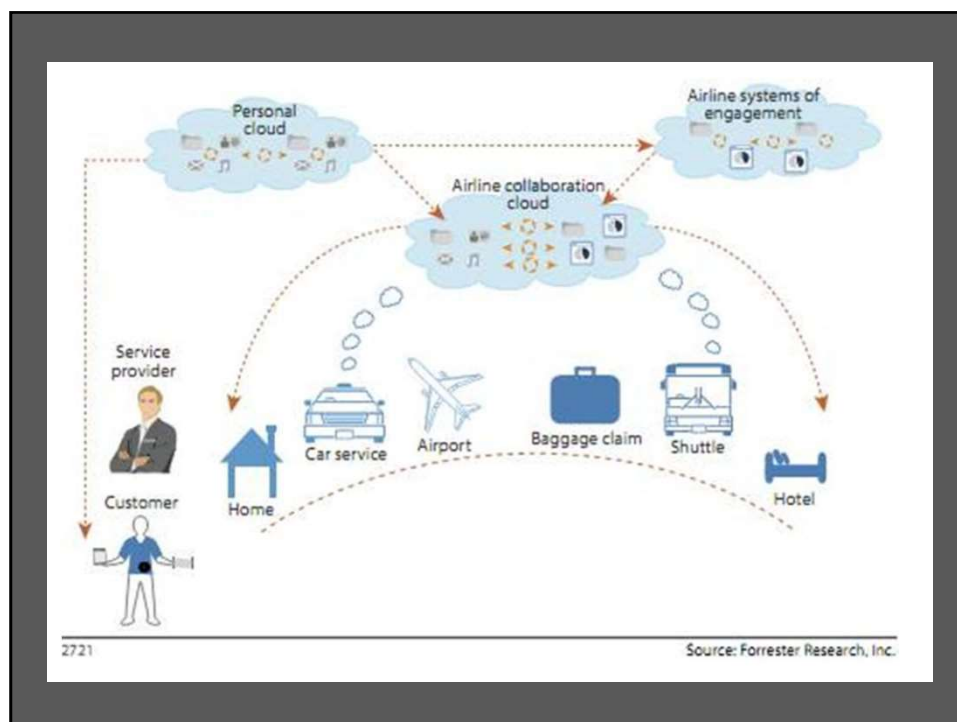 Personal
cloud
Airline systems of
engagement
Airline collaboration
cloud
Service
provider
Customer
Home
Car service
Airport
Baggage claim
Shuttle
Hotel
2721
Source: Forrester Research, Inc.